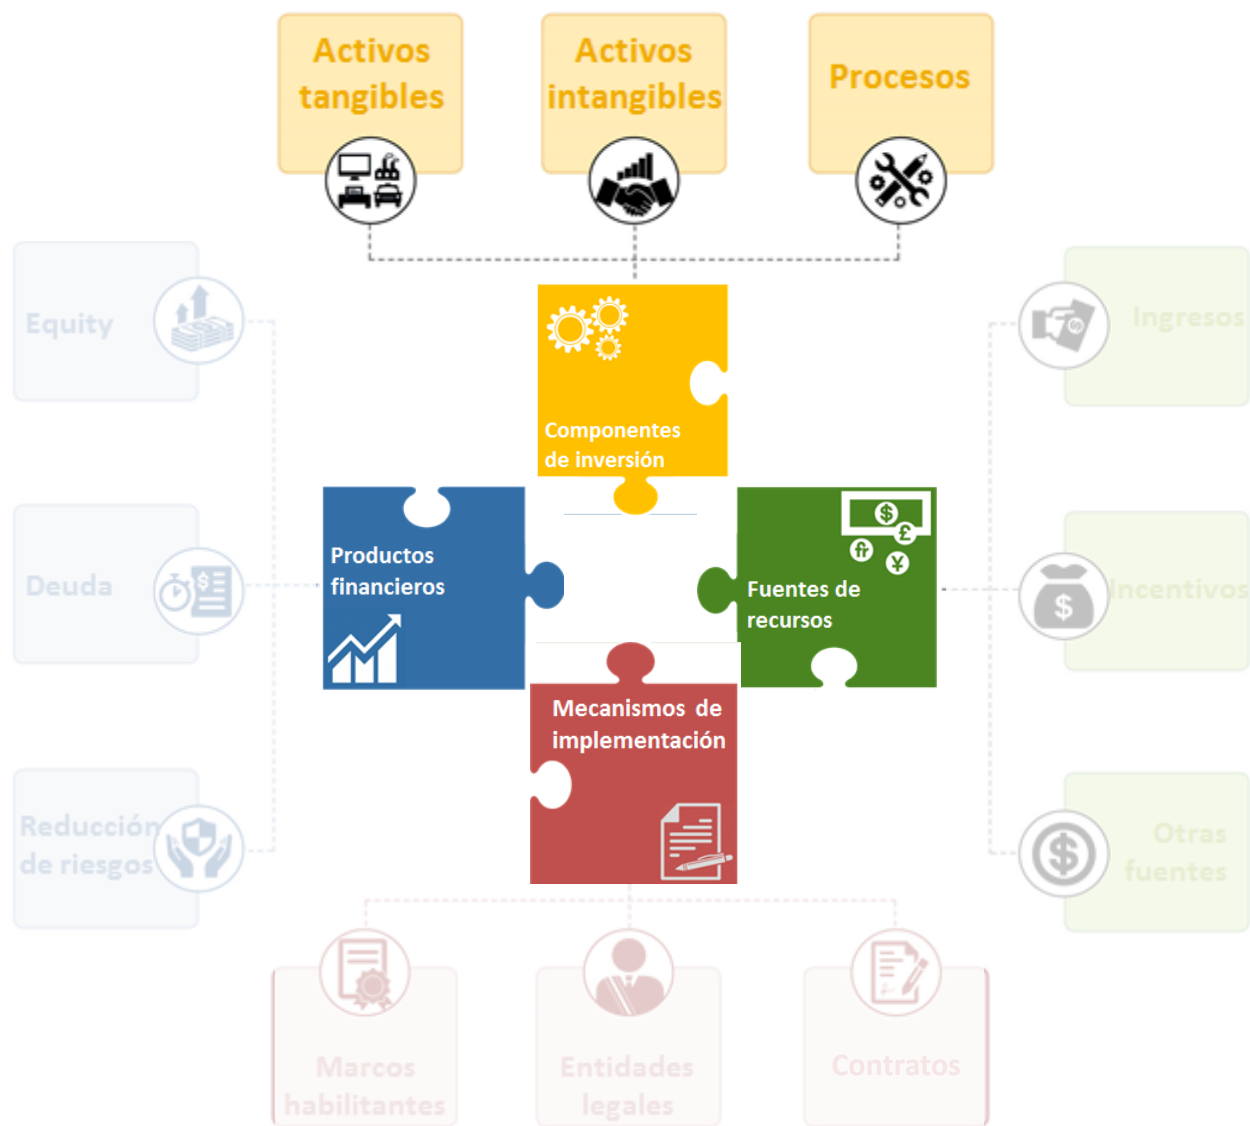 Activos
tangibles
Activos
intangibles
Procesos
Equity
Ingresos
Componentes
de inversión
Productos
financieros
Fuentes de
recursos
Deuda
Incentivos
Mecanismos de
implementación
Reducción
de riesgos
Otras
fuentes
Marcos
habilitantes
Entidades
legales
Contratos